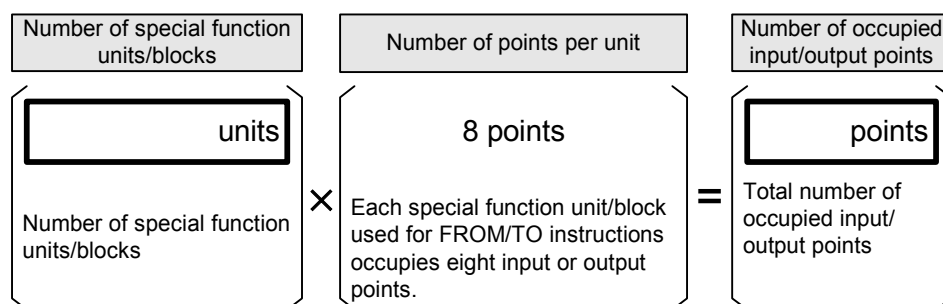 Number of special function
units/blocks
Number of points per unit
Number of occupied
input/output points
units
8 points
points
Number of special function
units/blocks
×
Each special function unit/block
used for FROM/TO instructions
occupies eight input or output
points.
=
Total number of
occupied input/
output points